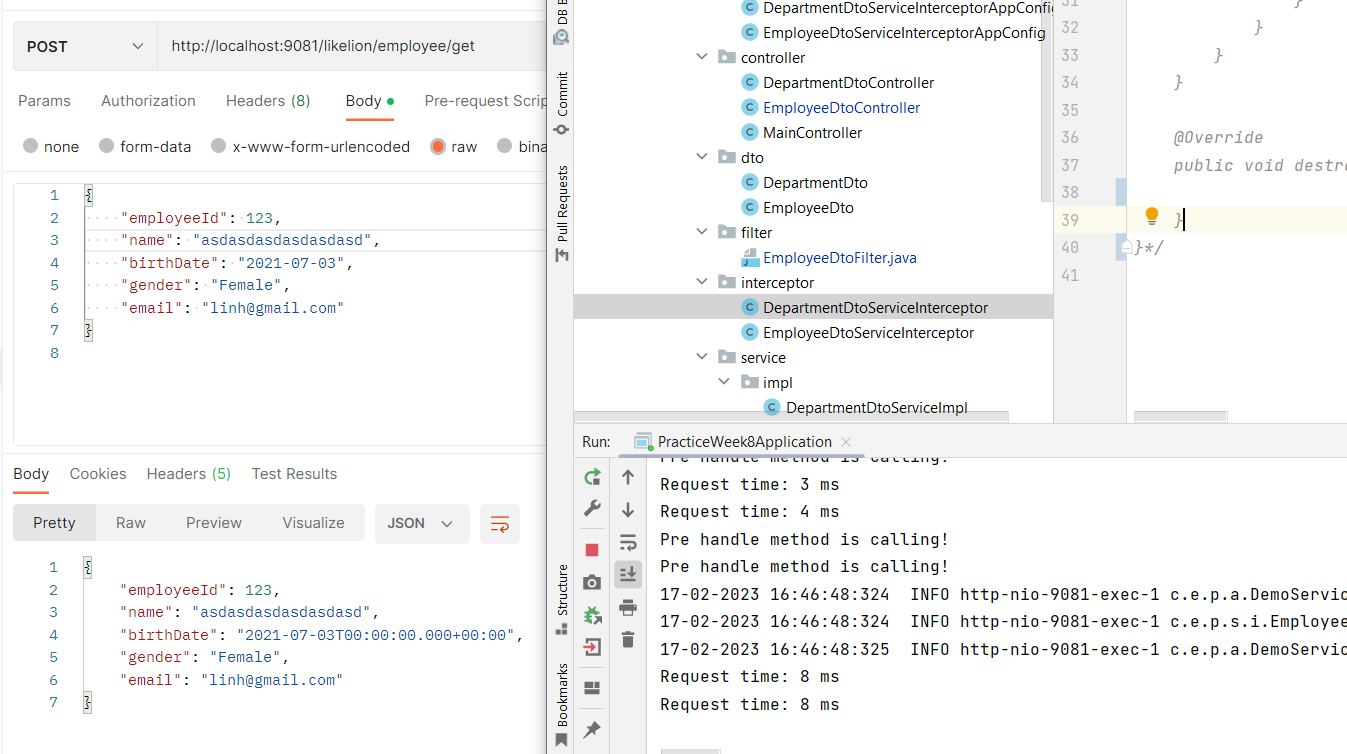 POST
http://localhost:9081/likelion/employee/get
Params
Authorization
Headers (8)
Body
Pre-request Scrip
none
form-data
x-www-form-urlencoded
raw
bina
1 {
2 "employeeId": 123,
3 "name": "asdasdasdasdasdasd",
4 "birthDate": "2021-07-03",
5 "gender": "Female",
6 "email": "linh@gmail.com"
7 }
8
Body
Cookies
Headers (5)
Test Results
Pretty
Raw
Preview
Visualize
JSON
1 {
2 "employeeId": 123,
3 "name": "asdasdasdasdasdasd",
4 "birthDate": "2021-07-03T00:00:00.000+00:00",
5 "gender": "Female",
6 "email": "linh@gmail.com"
7 }
DB B
Commit
Pull Requests
Structure
Bookmarks
DepartmentDtoServiceInterceptorAppConfig
EmployeeDtoServiceInterceptorAppConfig
controller
DepartmentDtoController
EmployeeDtoController
MainController
dto
DepartmentDto
EmployeeDto
filter
EmployeeDtoFilter.java
interceptor
DepartmentDtoServiceInterceptor
EmployeeDtoServiceInterceptor
service
impl
DepartmentDtoServiceImpl
31 }
32 }
33 }
34 }
35
36 @Override
37 public void destro
38
39 }
40 }*/
41
Run: PracticeWeek8Application
Pre handle method is calling!
Request time: 3 ms
Request time: 4 ms
Pre handle method is calling!
Pre handle method is calling!
17-02-2023 16:46:48:324 INFO http-nio-9081-exec-1 c.e.p.a.DemoServic
17-02-2023 16:46:48:324 INFO http-nio-9081-exec-1 c.e.p.s.i.Employee
17-02-2023 16:46:48:325 INFO http-nio-9081-exec-1 c.e.p.a.DemoServic
Request time: 8 ms
Request time: 8 ms